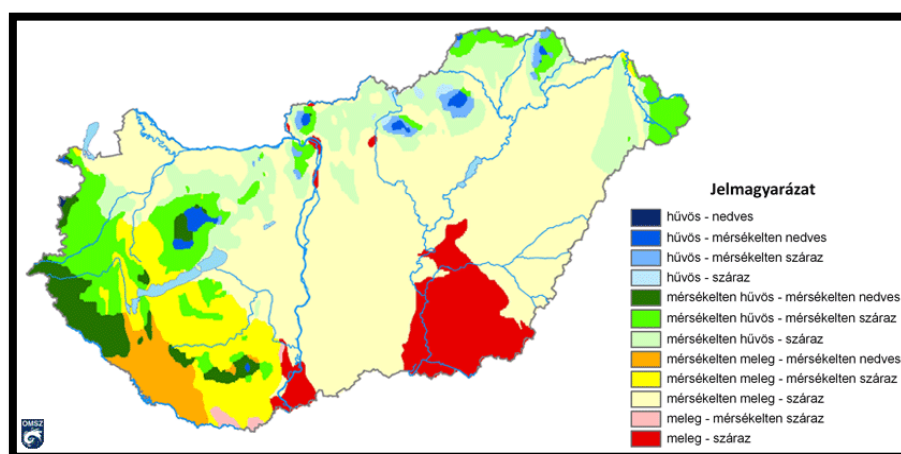 Jelmagyarázat
hűvös - nedves
hűvös - mérsékelten nedves
hűvös - mérsékelten száraz
hűvös - száraz
mérsékelten hűvös - mérsékelten nedves
mérsékelten hűvös - mérsékelten száraz
mérsékelten hűvös - száraz
mérsékelten meleg - mérsékelten nedves
mérsékelten meleg - mérsékelten száraz
mérsékelten meleg - száraz
meleg - mérsékelten száraz
meleg - száraz
OMSZ